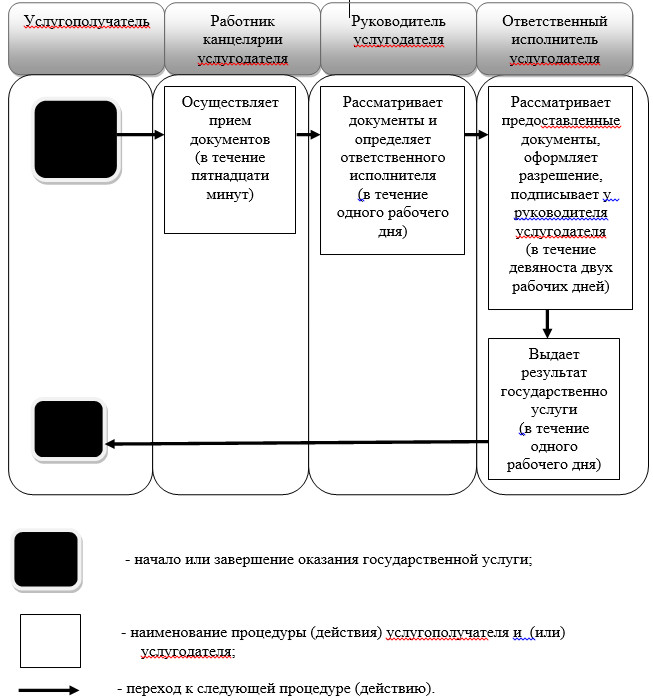 Услугополучатель
Работник
канцелярии
услугодателя
Руководитель
услугодателя
Ответственный
исполнитель
услугодателя
Осуществляет
прием
документов
(в течение
пятнадцати
минут)
Рассматривает
документы и
определяет
ответственного
исполнителя
(в течение
одного рабочего
дня)
Рассматривает
предоставленные
документы,
оформляет
разрешение,
подписывает у
руководителя
услугодателя
(в течение
девяноста двух
рабочих дней)
Выдает
результат
государственно
услуги
(в течение
одного
рабочего дня)
- начало или завершение оказания государственной услуги;
- наименование процедуры (действия) услугополучателя и (или)
услугодателя;
- переход к следующей процедуре (действию).